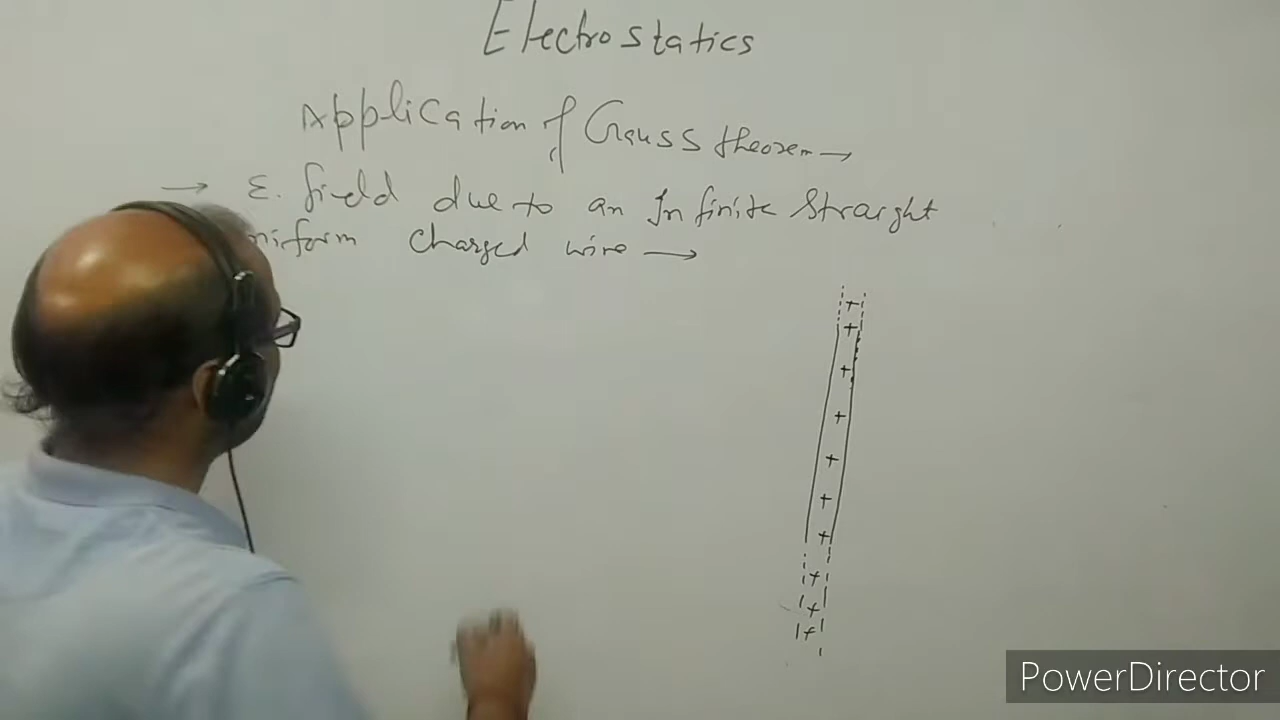 Electrostatics
Application of Gauss theorem →
→ E. field due to an Infinite Straight
niform charged wire →
PowerDirector